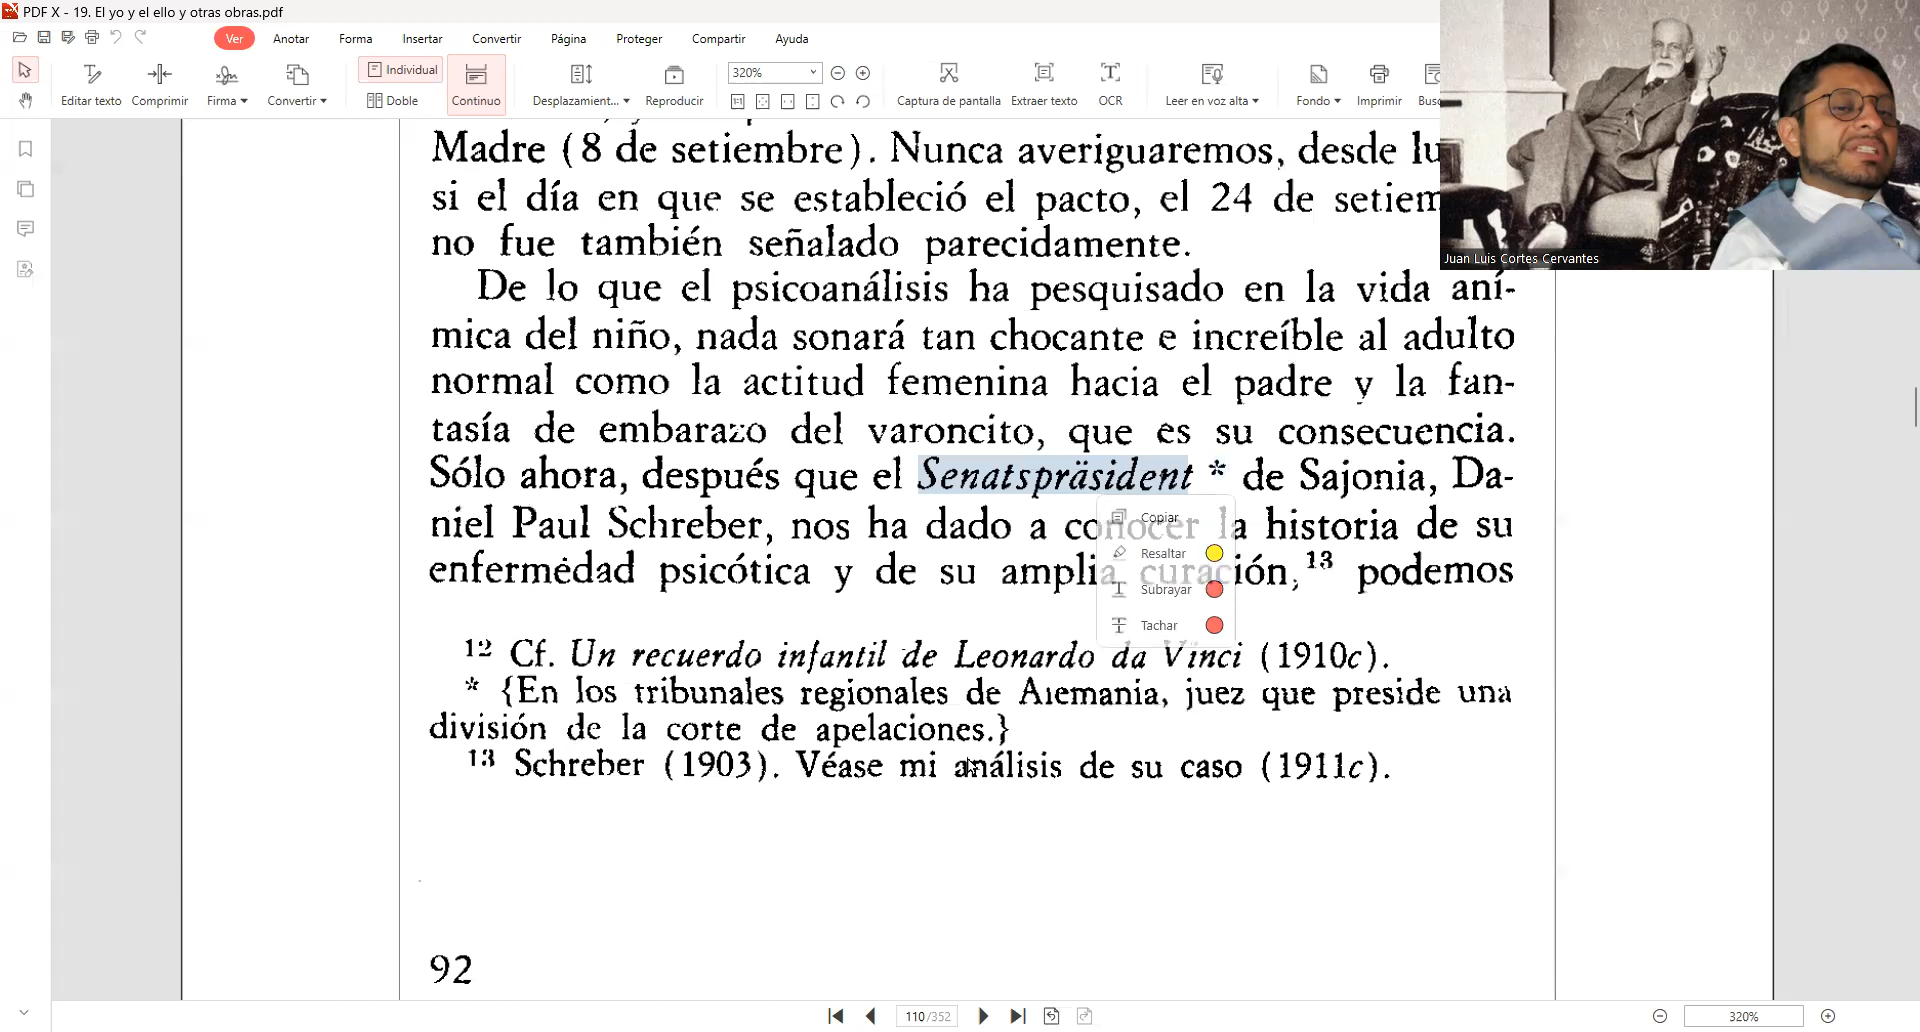 PDF X - 19. El yo y el ello y otras obras.pdf
Ver Anotar Forma Insertar Convertir Página Proteger Compartir Ayuda
Editar texto Comprimir Firma Convertir Individual Doble Continuo Desplazamient... Reproducir 320% Captura de pantalla Extraer texto OCR Leer en voz alta Fondo Imprimir Busc
Juan Luis Cortes Cervantes
Madre (8 de setiembre). Nunca averiguaremos, desde lu
si el día en que se estableció el pacto, el 24 de setiem
no fue también señalado parecidamente.
De lo que el psicoanálisis ha pesquisado en la vida aní-
mica del niño, nada sonará tan chocante e increíble al adulto
normal como la actitud femenina hacia el padre y la fan-
tasía de embarazo del varoncito, que es su consecuencia.
Sólo ahora, después que el Senatspräsident * de Sajonia, Da-
niel Paul Schreber, nos ha dado a conocer la historia de su
enfermedad psicótica y de su amplia curación,13 podemos
Copiar
Resaltar
Subrayar
Tachar
12 Cf. Un recuerdo infantil de Leonardo da Vinci (1910c).
* {En los tribunales regionales de Alemania, juez que preside una
división de la corte de apelaciones.}
13 Schreber (1903). Véase mi análisis de su caso (1911c).
92
110/352
320%